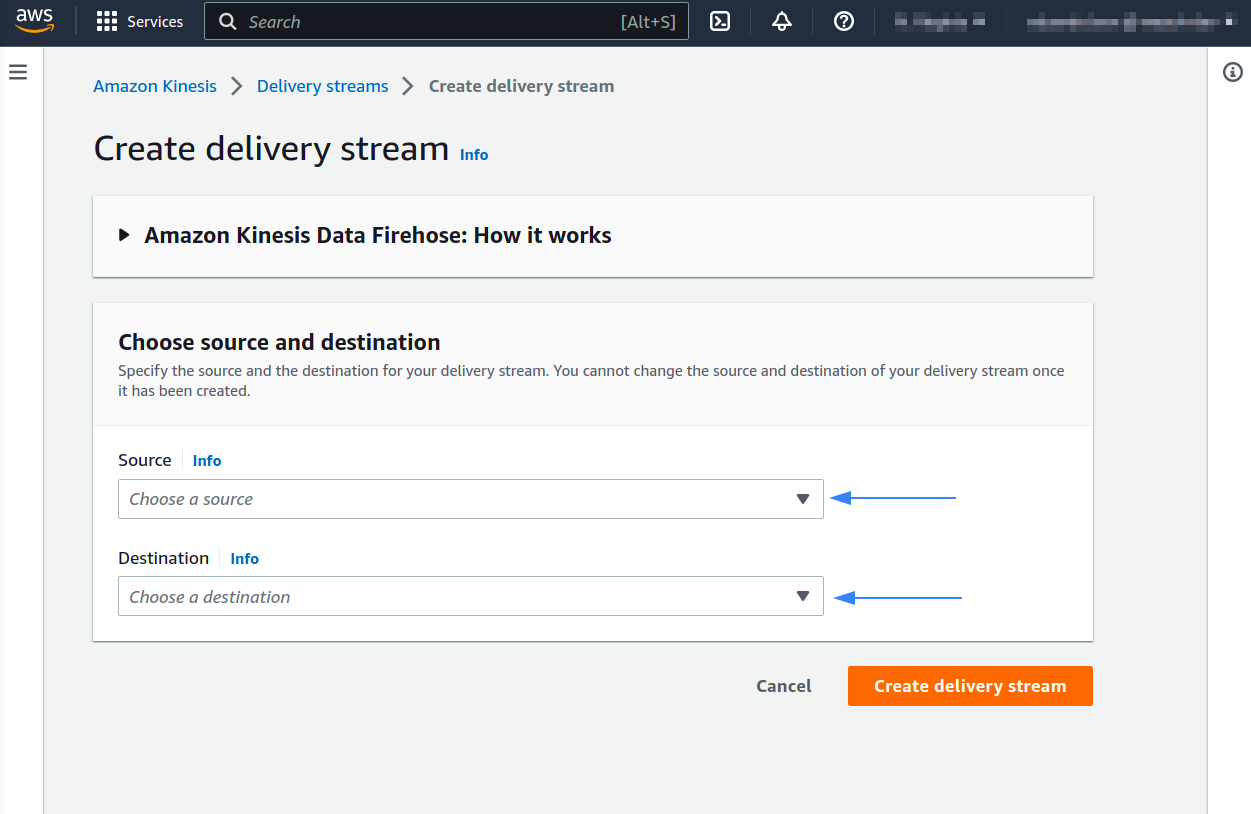 aws
Services
Search
[Alt+S]
Amazon Kinesis
Delivery streams
Create delivery stream
Create delivery stream Info
Amazon Kinesis Data Firehose: How it works
Choose source and destination
Specify the source and the destination for your delivery stream. You cannot change the source and destination of your delivery stream once
it has been created.
Source Info
Choose a source
Destination Info
Choose a destination
Cancel
Create delivery stream